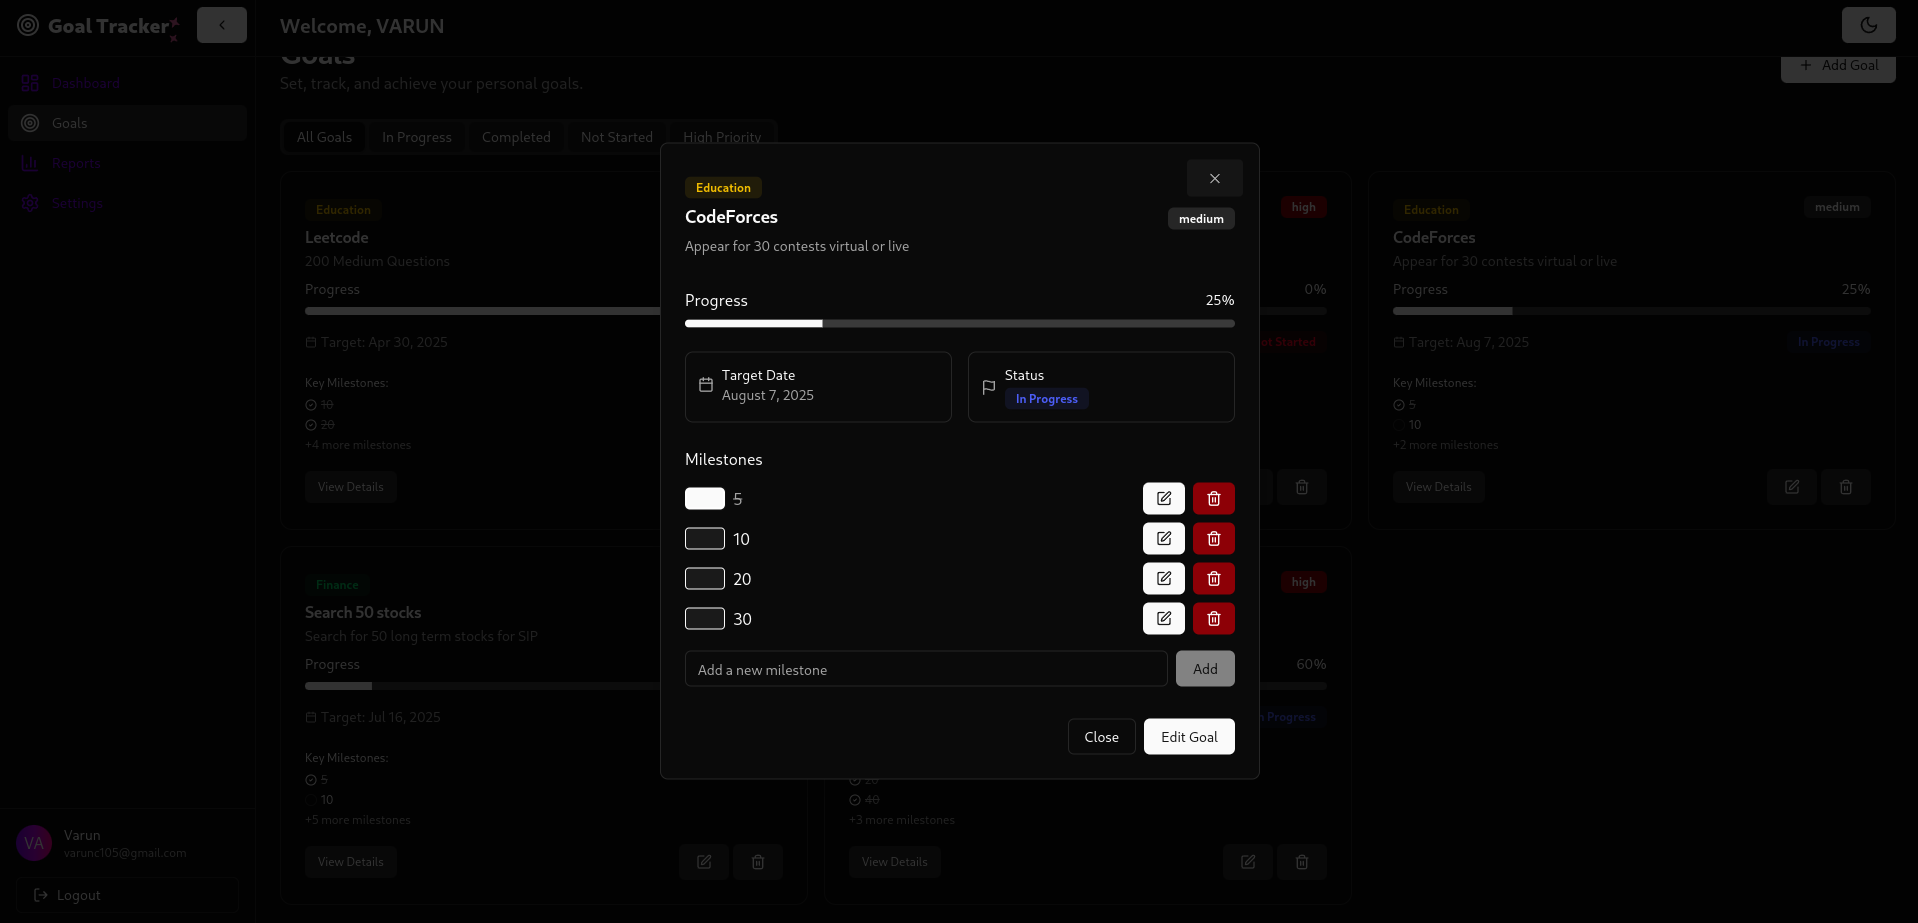 Goal Tracker
Welcome, VARUN
Goals
Set, track, and achieve your personal goals.
Add Goal
Dashboard
Goals
Reports
Settings
All Goals
In Progress
Completed
Not Started
High Priority
Education
Leetcode
200 Medium Questions
Progress
Target: Apr 30, 2025
Key Milestones:
10
20
+4 more milestones
View Details
high
0%
Started
Education
medium
CodeForces
Appear for 30 contests virtual or live
Progress
25%
Target: Aug 7, 2025
In Progress
Key Milestones:
5
10
+2 more milestones
View Details
Education
CodeForces
medium
Appear for 30 contests virtual or live
Progress
25%
Target Date
August 7, 2025
Status
In Progress
Milestones
5
10
20
30
Add a new milestone
Add
Close
Edit Goal
Finance
Search 50 stocks
Search for 50 long term stocks for SIP
Progress
Target: Jul 16, 2025
Key Milestones:
5
10
+5 more milestones
View Details
high
60%
Progress
20
40
+3 more milestones
View Details
VA
Varun
varunc105@gmail.com
Logout